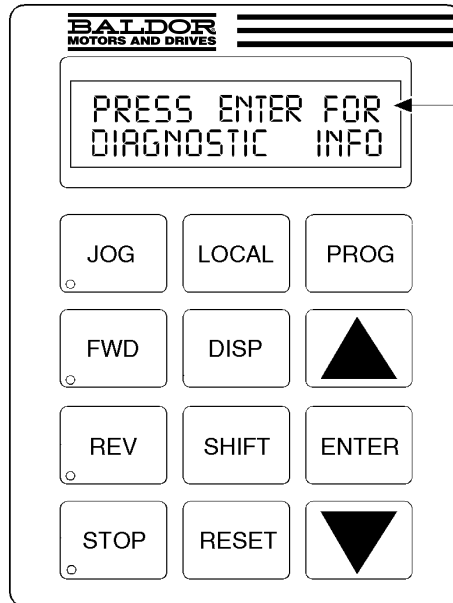 BALDOR
MOTORS AND DRIVES
PRESS ENTER FOR
DIAGNOSTIC INFO
JOG LOCAL PROG
FWD DISP
REV SHIFT ENTER
STOP RESET